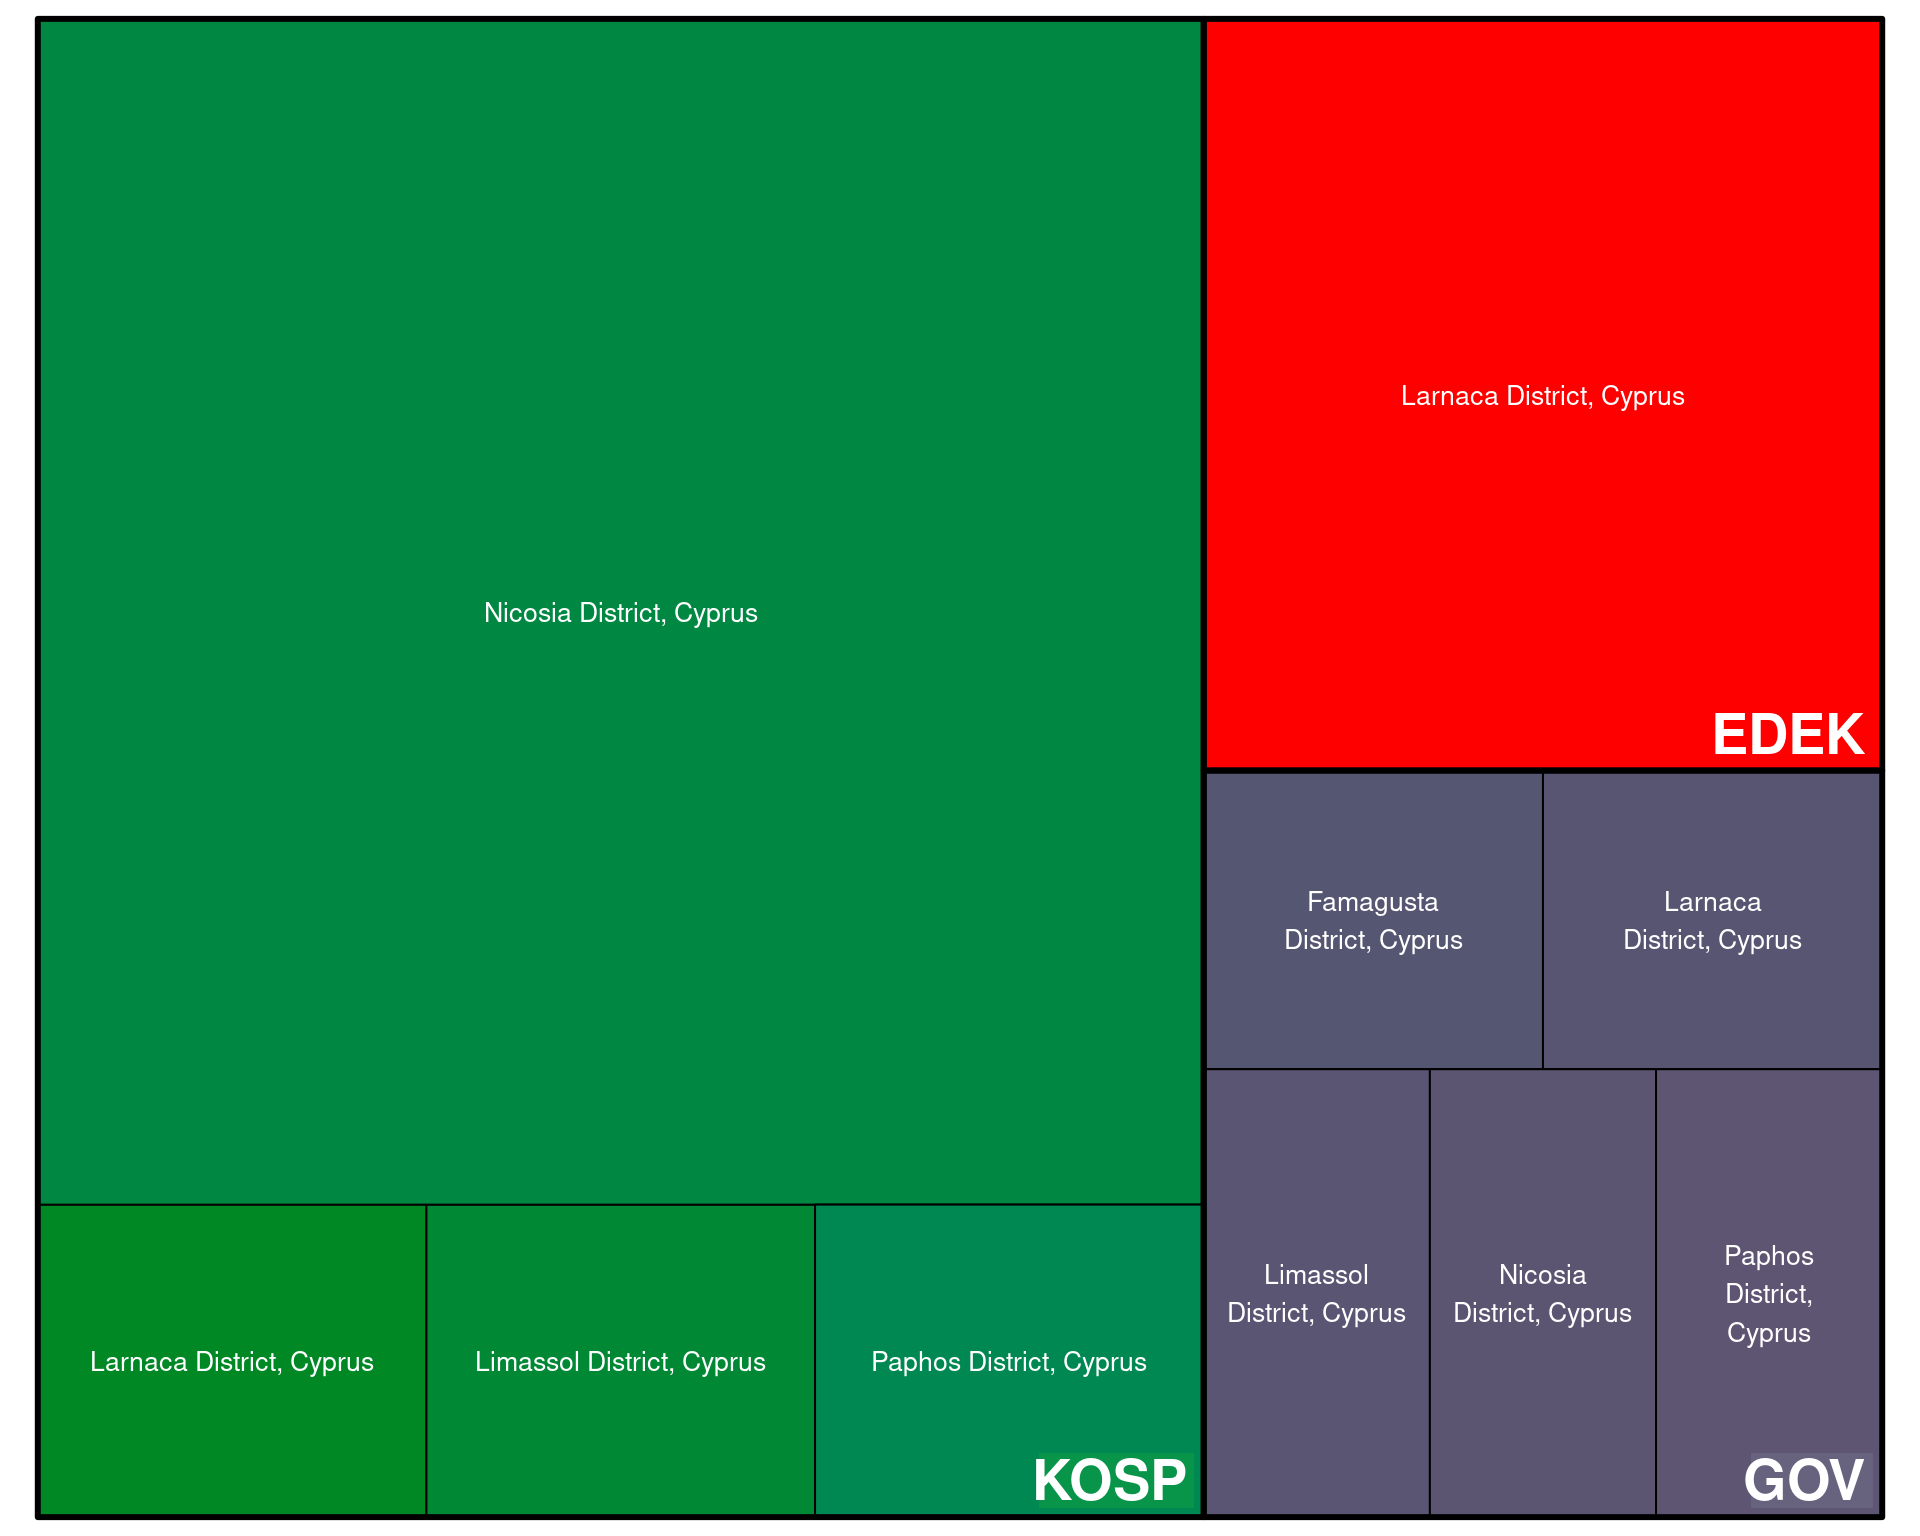 Nicosia District, Cyprus
Larnaca District, Cyprus
Limassol District, Cyprus
Paphos District, Cyprus
KOSP
Larnaca District, Cyprus
EDEK
Famagusta
District, Cyprus
Larnaca
District, Cyprus
Limassol
District, Cyprus
Nicosia
District, Cyprus
Paphos
District,
Cyprus
GOV